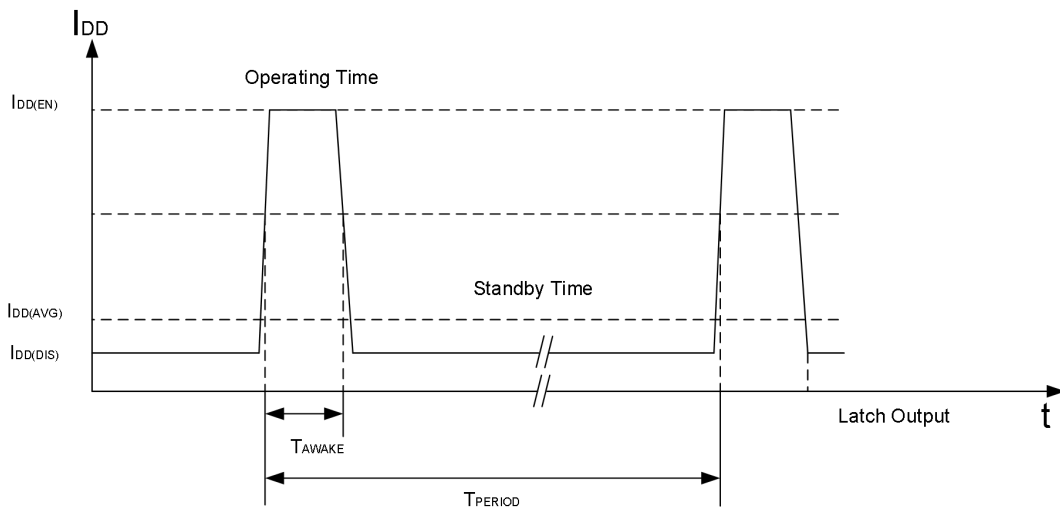 IDD
Operating Time
IDD(EN)
Standby Time
IDD(AVG)
IDD(DIS)
Latch Output
t
TAWAKE
TPERIOD